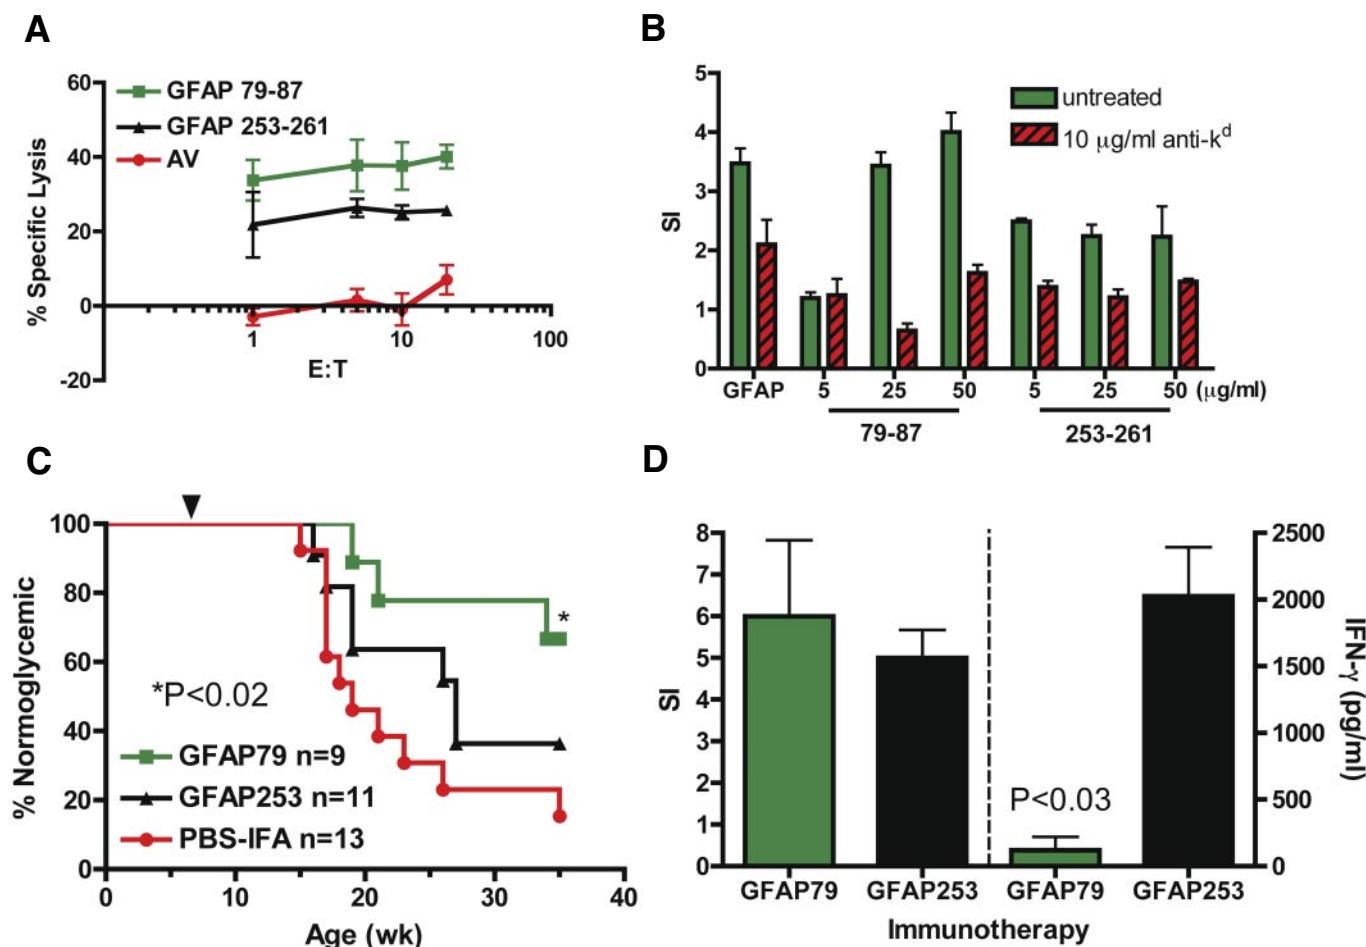 A
60
40
20
0
-20
% Specific Lysis
GFAP 79-87
GFAP 253-261
AV
1 10 100
E:T
B
5
4
3
2
1
0
SI
untreated
10 μg/ml anti-kᵈ
GFAP 5 25 50 5 25 50 (μg/ml)
79-87 253-261
C
100
80
60
40
20
0
% Normoglycemic
*
*P<0.02
GFAP79 n=9
GFAP253 n=11
PBS-IFA n=13
0 10 20 30 40
Age (wk)
D
8
7
6
5
4
3
2
1
0
SI
P<0.03
2500
2000
1500
1000
500
0
IFN-γ (pg/ml)
GFAP79 GFAP253 GFAP79 GFAP253
Immunotherapy